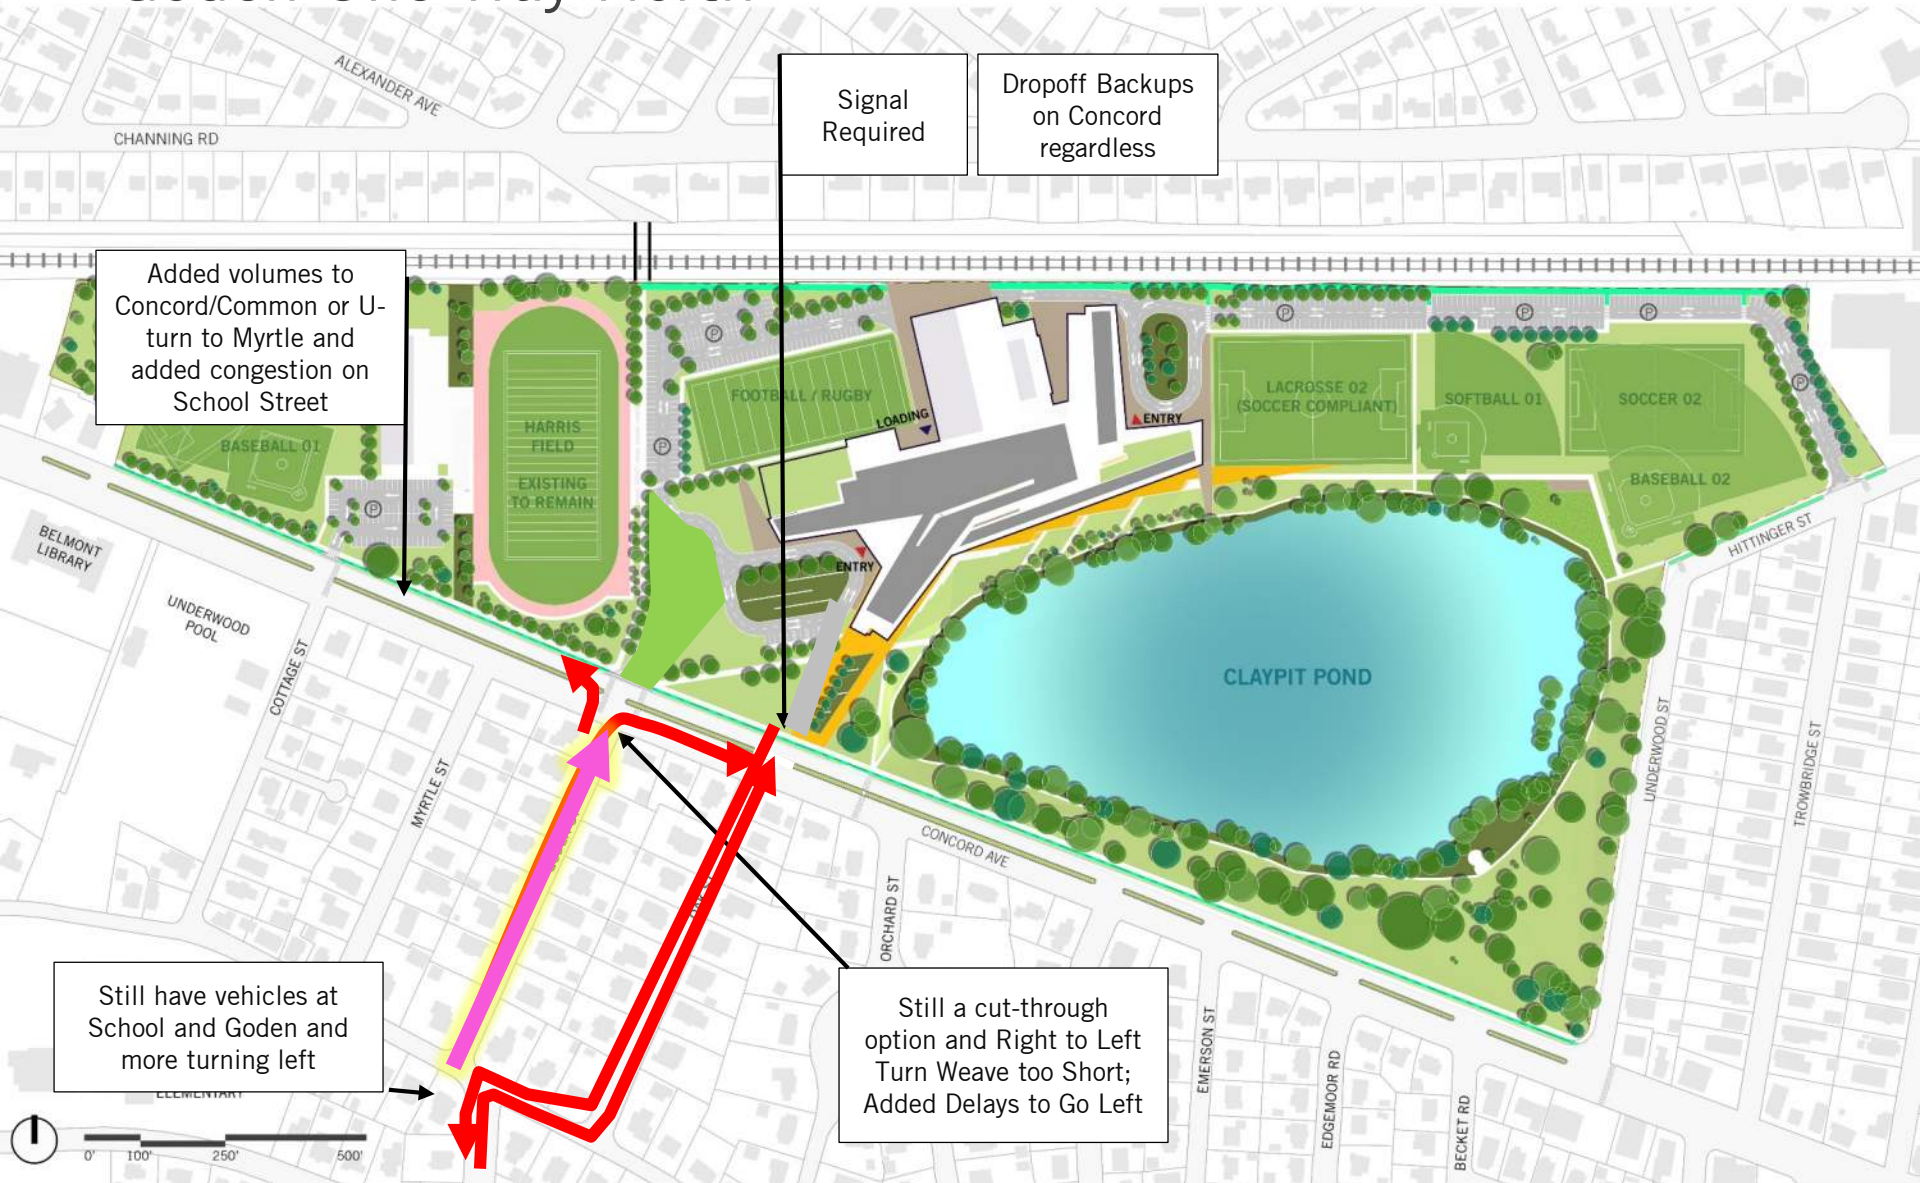 ALEXANDER AVE
CHANNING RD
Signal
Required
Dropoff Backups
on Concord
regardless
Added volumes to
Concord/Common or U-
turn to Myrtle and
added congestion on
School Street
BASEBALL 01
HARRIS
FIELD
EXISTING
TO REMAIN
P
P
P
FOOTBALL / RUGBY
LOADING
ENTRY
ENTRY
P
P
P
P
LACROSSE 02
(SOCCER COMPLIANT)
SOFTBALL 01
SOCCER 02
BASEBALL 02
HITTINGER ST
BELMONT
LIBRARY
UNDERWOOD
POOL
COTTAGE ST
MYRTLE ST
CLAYPIT POND
CONCORD AVE
ORCHARD ST
UNDERWOOD ST
TROWBRIDGE ST
EMERSON ST
EDGEMOOR RD
BECKET RD
Still have vehicles at
School and Goden and
more turning left
ELEMENTARY
Still a cut-through
option and Right to Left
Turn Weave too Short;
Added Delays to Go Left
0' 100' 250' 500'